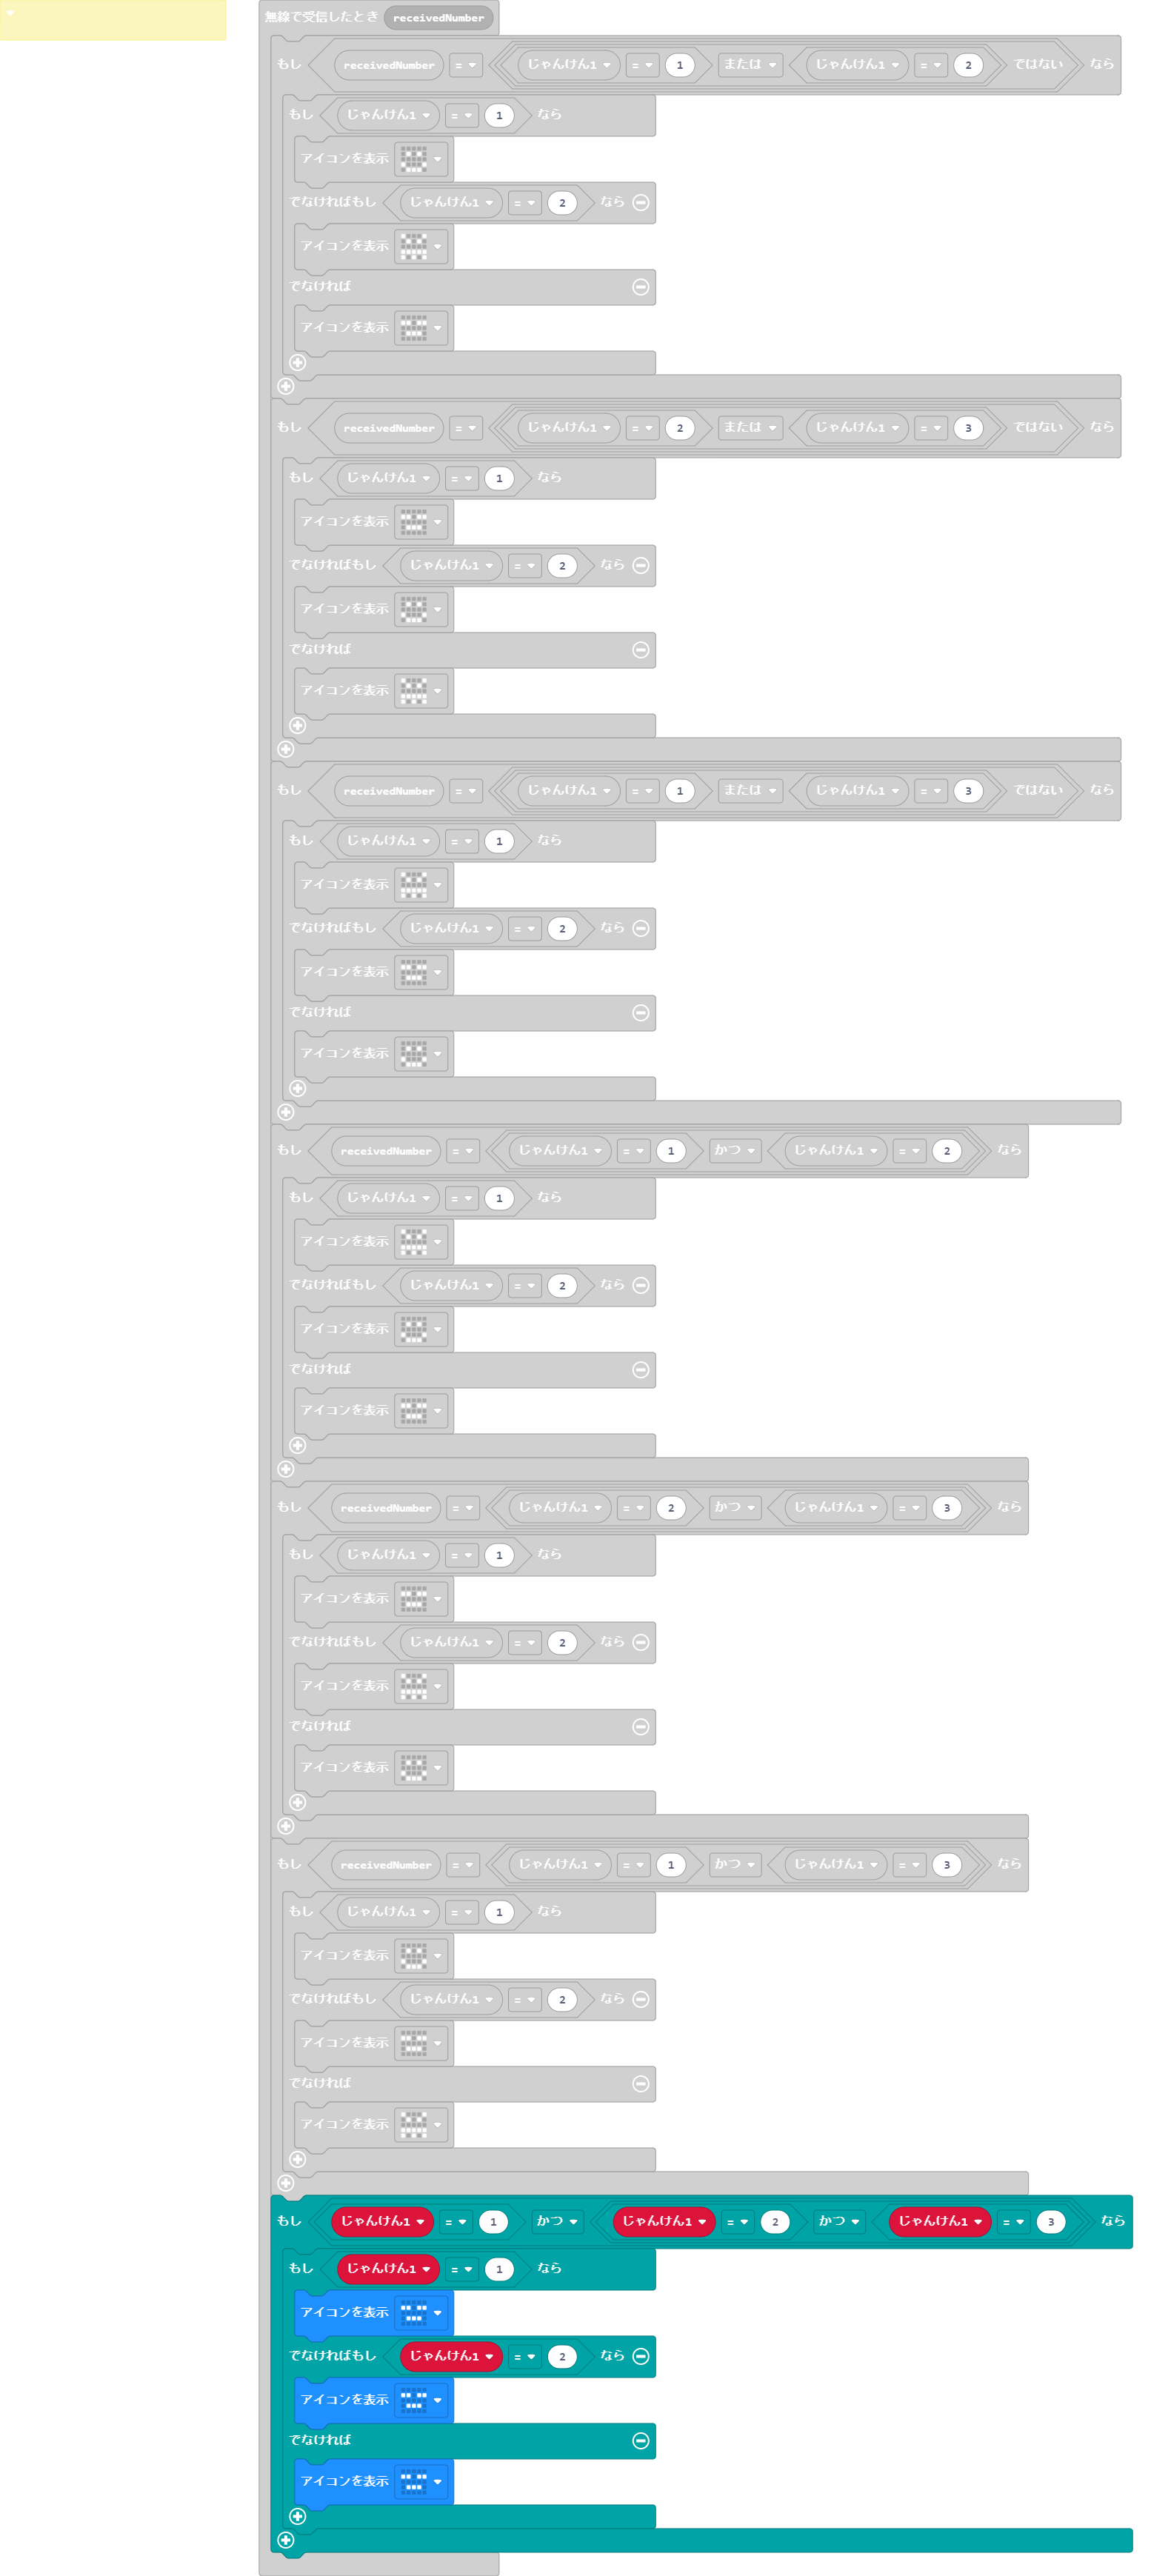 無線で受信したとき receivedNumber
もし receivedNumber = じゃんけん1 = 1 または じゃんけん1 = 2 ではない なら
もし じゃんけん1 = 1 なら
アイコンを表示
でなければもし じゃんけん1 = 2 なら
アイコンを表示
でなければ
アイコンを表示
もし receivedNumber = じゃんけん1 = 2 または じゃんけん1 = 3 ではない なら
もし じゃんけん1 = 1 なら
アイコンを表示
でなければもし じゃんけん1 = 2 なら
アイコンを表示
でなければ
アイコンを表示
もし receivedNumber = じゃんけん1 = 1 または じゃんけん1 = 3 ではない なら
もし じゃんけん1 = 1 なら
アイコンを表示
でなければもし じゃんけん1 = 2 なら
アイコンを表示
でなければ
アイコンを表示
もし receivedNumber = じゃんけん1 = 1 かつ じゃんけん1 = 2 なら
もし じゃんけん1 = 1 なら
アイコンを表示
でなければもし じゃんけん1 = 2 なら
アイコンを表示
でなければ
アイコンを表示
もし receivedNumber = じゃんけん1 = 2 かつ じゃんけん1 = 3 なら
もし じゃんけん1 = 1 なら
アイコンを表示
でなければもし じゃんけん1 = 2 なら
アイコンを表示
でなければ
アイコンを表示
もし receivedNumber = じゃんけん1 = 1 かつ じゃんけん1 = 3 なら
もし じゃんけん1 = 1 なら
アイコンを表示
でなければもし じゃんけん1 = 2 なら
アイコンを表示
でなければ
アイコンを表示
もし じゃんけん1 = 1 かつ じゃんけん1 = 2 かつ じゃんけん1 = 3 なら
もし じゃんけん1 = 1 なら
アイコンを表示
でなければもし じゃんけん1 = 2 なら
アイコンを表示
でなければ
アイコンを表示